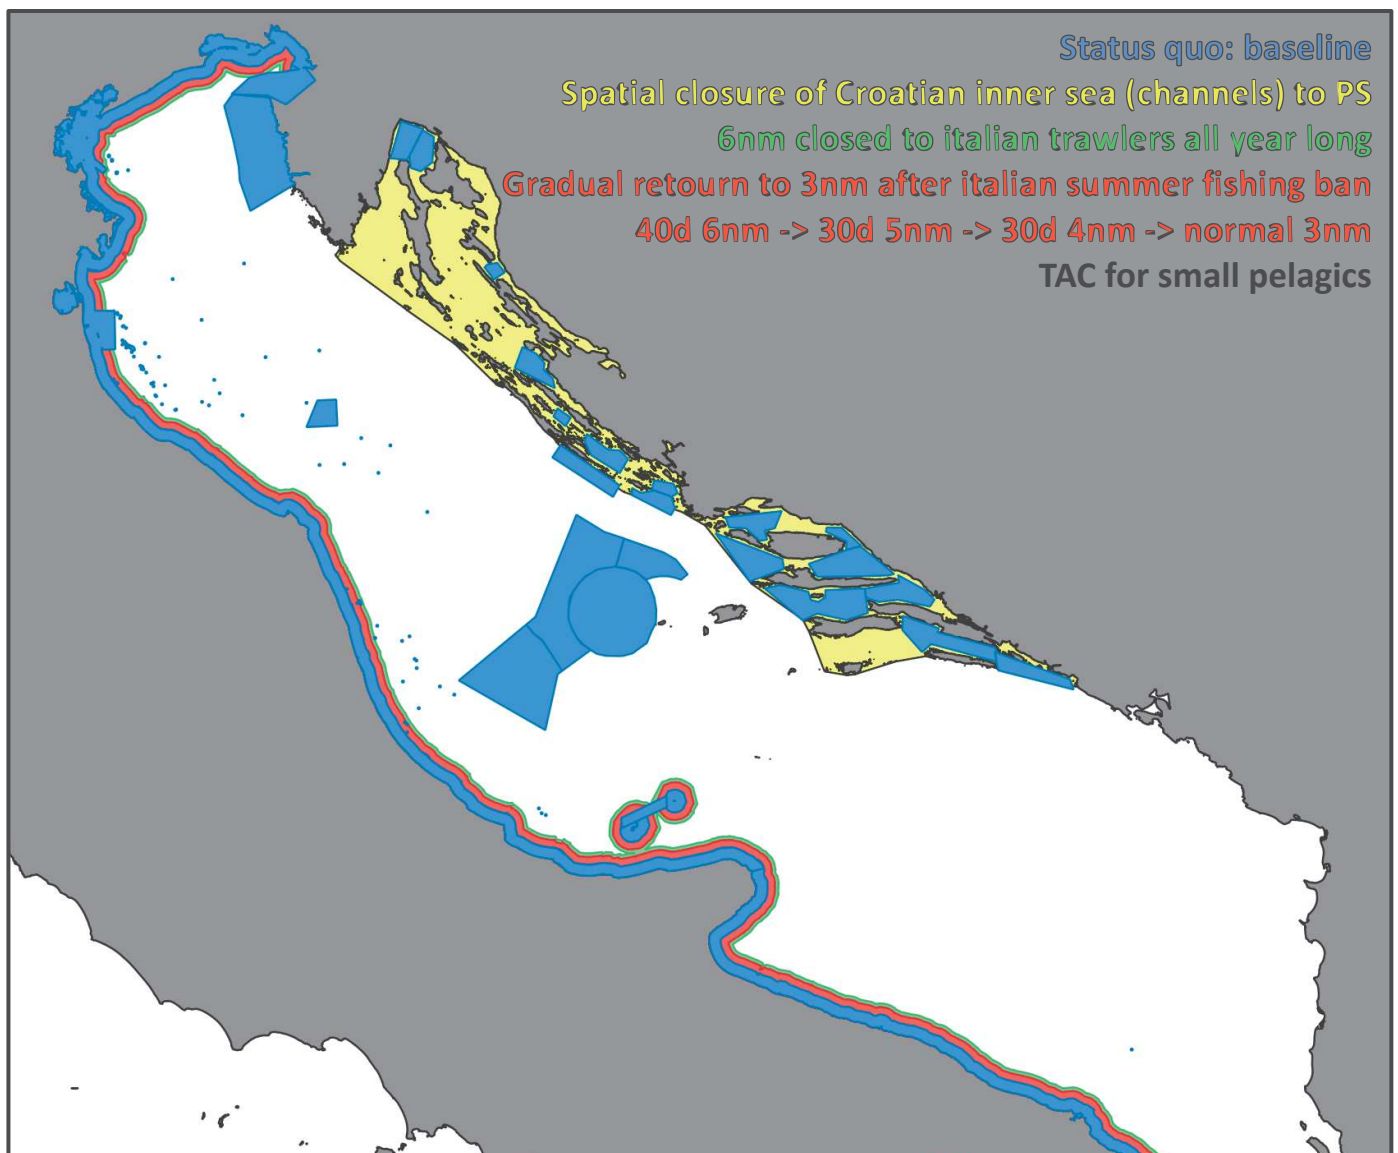 Status quo: baseline
Spatial closure of Croatian inner sea (channels) to PS
6nm closed to italian trawlers all year long
Gradual retourn to 3nm after italian summer fishing ban
40d 6nm -> 30d 5nm -> 30d 4nm -> normal 3nm
TAC for small pelagics